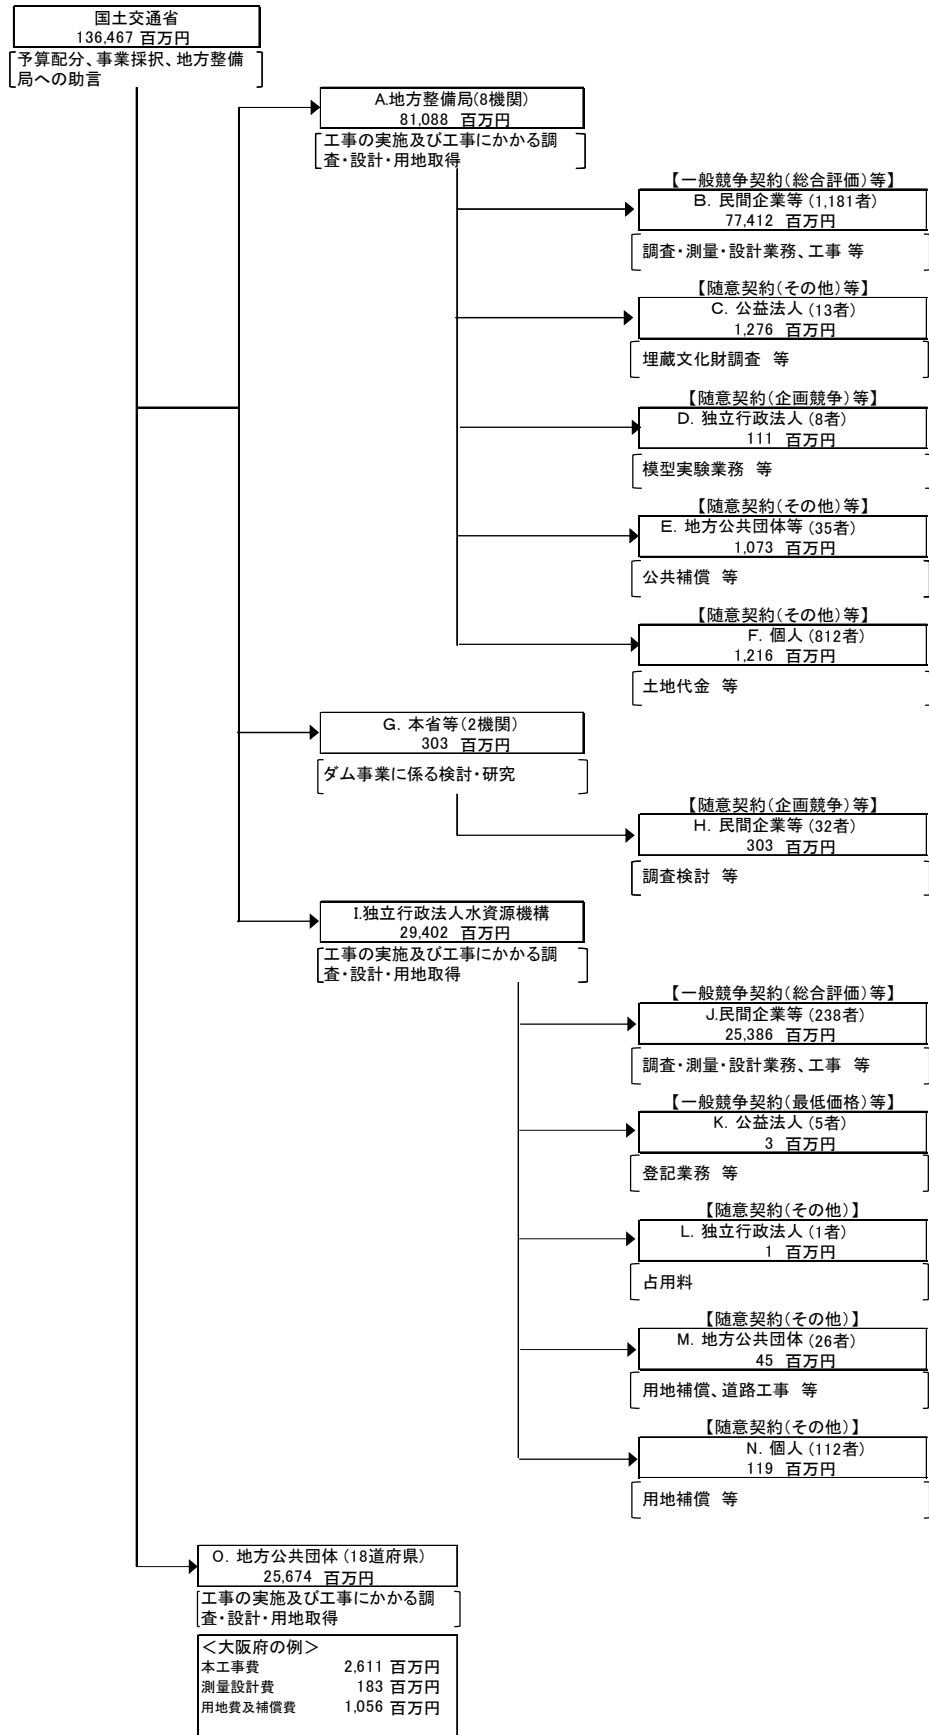 国土交通省
136,467 百万円
予算配分、事業採択、地方整備
局への助言
A.地方整備局(8機関)
81,088 百万円
工事の実施及び工事にかかる調
査・設計・用地取得
【一般競争契約(総合評価)等】
B. 民間企業等 (1,181者)
77,412 百万円
調査・測量・設計業務、工事 等
【随意契約(その他)等】
C. 公益法人 (13者)
1,276 百万円
埋蔵文化財調査 等
【随意契約(企画競争)等】
D. 独立行政法人 (8者)
111 百万円
模型実験業務 等
【随意契約(その他)等】
E. 地方公共団体等 (35者)
1,073 百万円
公共補償 等
【随意契約(その他)等】
F. 個人 (812者)
1,216 百万円
土地代金 等
G. 本省等(2機関)
303 百万円
ダム事業に係る検討・研究
【随意契約(企画競争)等】
H. 民間企業等 (32者)
303 百万円
調査検討 等
I.独立行政法人水資源機構
29,402 百万円
工事の実施及び工事にかかる調
査・設計・用地取得
【一般競争契約(総合評価)等】
J.民間企業等 (238者)
25,386 百万円
調査・測量・設計業務、工事 等
【一般競争契約(最低価格)等】
K. 公益法人 (5者)
3 百万円
登記業務 等
【随意契約(その他)】
L. 独立行政法人 (1者)
1 百万円
占用料
【随意契約(その他)】
M. 地方公共団体 (26者)
45 百万円
用地補償、道路工事 等
【随意契約(その他)】
N. 個人 (112者)
119 百万円
用地補償 等
O. 地方公共団体 (18道府県)
25,674 百万円
工事の実施及び工事にかかる調
査・設計・用地取得
＜大阪府の例＞
本工事費 2,611 百万円
測量設計費 183 百万円
用地費及補償費 1,056 百万円